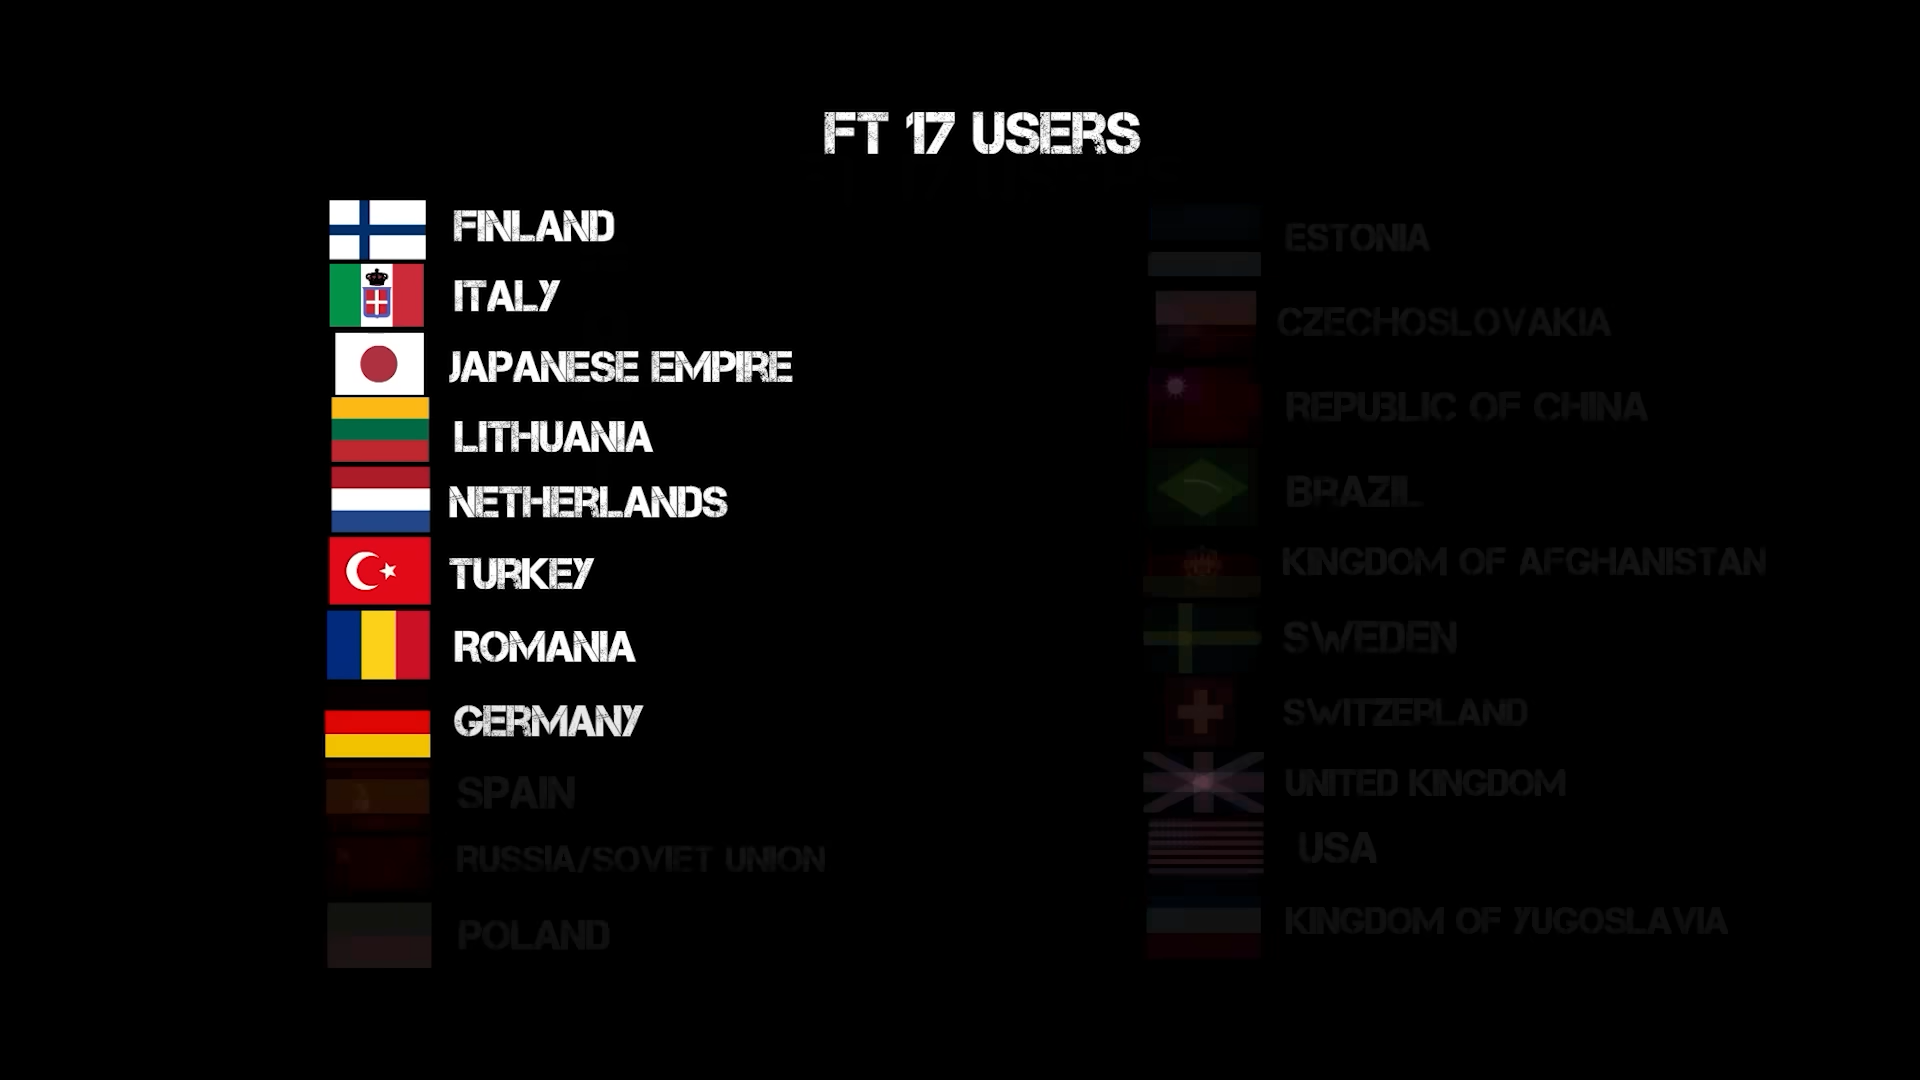 FT 17 USERS
FINLAND
ITALY
JAPANESE EMPIRE
LITHUANIA
NETHERLANDS
TURKEY
ROMANIA
GERMANY
SPAIN
RUSSIA/SOVIET UNION
POLAND
ESTONIA
CZECHOSLOVAKIA
REPUBLIC OF CHINA
BRAZIL
KINGDOM OF AFGHANISTAN
SWEDEN
SWITZERLAND
UNITED KINGDOM
USA
KINGDOM OF YUGOSLAVIA